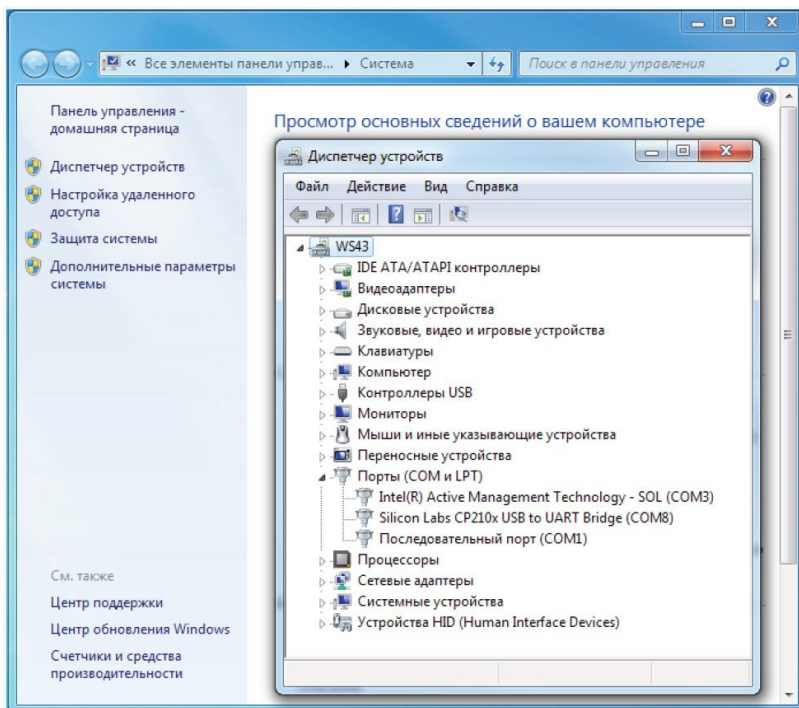 « Все элементы панели управ... ▸ Система
Поиск в панели управления
Панель управления -
домашняя страница
Диспетчер устройств
Настройка удаленного
доступа
Защита системы
Дополнительные параметры
системы
См. также
Центр поддержки
Центр обновления Windows
Счетчики и средства
производительности
Просмотр основных сведений о вашем компьютере
Диспетчер устройств
Файл Действие Вид Справка
WS43
IDE ATA/ATAPI контроллеры
Видеоадаптеры
Дисковые устройства
Звуковые, видео и игровые устройства
Клавиатуры
Компьютер
Контроллеры USB
Мониторы
Мыши и иные указывающие устройства
Переносные устройства
Порты (COM и LPT)
Intel(R) Active Management Technology - SOL (COM3)
Silicon Labs CP210x USB to UART Bridge (COM8)
Последовательный порт (COM1)
Процессоры
Сетевые адаптеры
Системные устройства
Устройства HID (Human Interface Devices)